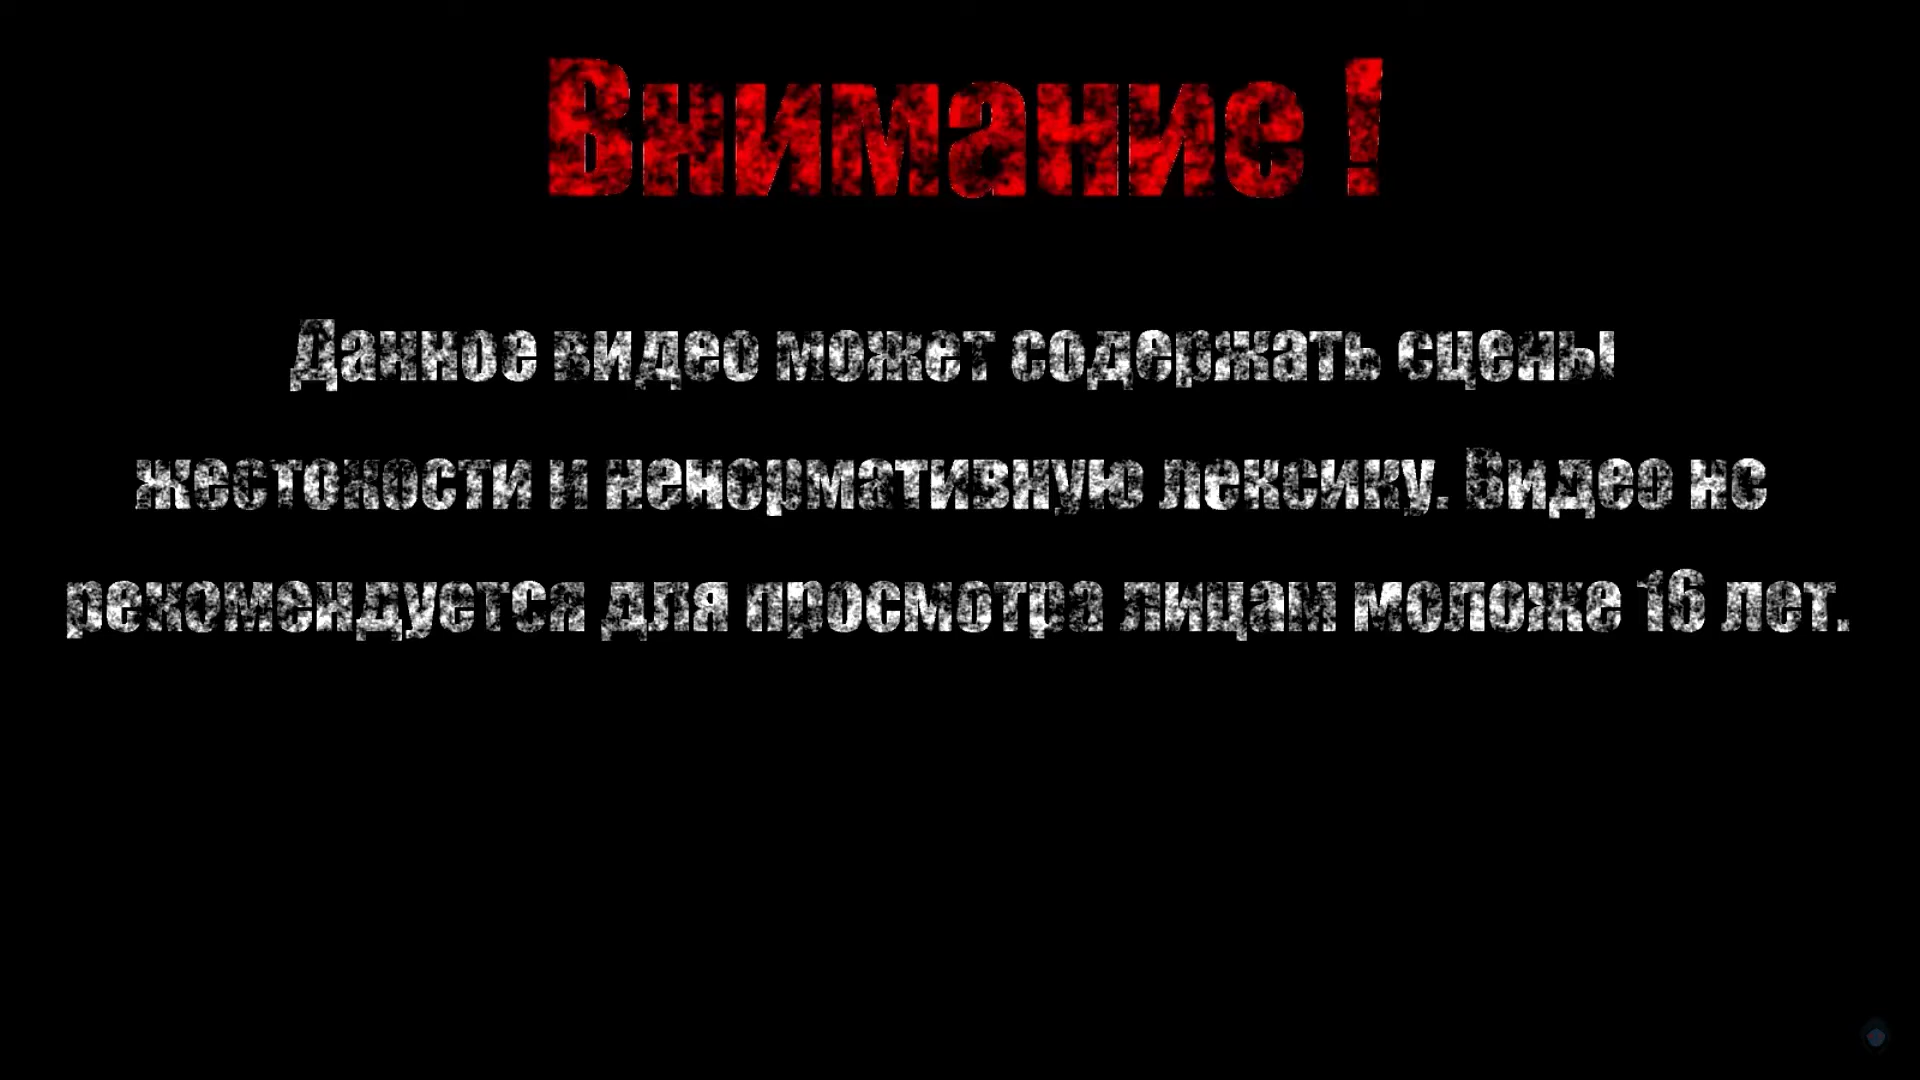 Внимание !
Данное видео может содержать сцены
жестокости и ненормативную лексику. Видео не
рекомендуется для просмотра лицам моложе 16 лет.